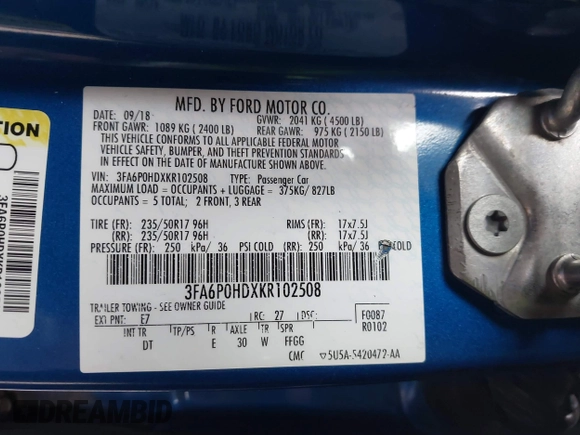 MFD. BY FORD MOTOR CO.
DATE: 09/18 GVWR: 2041 KG ( 4500 LB)
FRONT GAWR: 1089 KG ( 2400 LB) REAR GAWR: 975 KG ( 2150 LB)
THIS VEHICLE CONFORMS TO ALL APPLICABLE FEDERAL MOTOR
VEHICLE SAFETY, BUMPER, AND THEFT PREVENTION STANDARDS
IN EFFECT ON THE DATE OF MANUFACTURE SHOWN ABOVE.
VIN: 3FA6P0HDXKR102508 TYPE: Passenger Car
MAXIMUM LOAD = OCCUPANTS + LUGGAGE = 375KG/ 827LB
OCCUPANTS = 5 TOTAL; 2 FRONT, 3 REAR
TIRE (FR): 235/50R17 96H RIMS(FR): 17x7.5J
(RR): 235/50R17 96H (RR): 17x7.5J
PRESSURE (FR): 250 kPa/ 36 PSI COLD (RR): 250 kPa/36 COLD
3FA6P0HDXKR102508
TRAILER TOWING - SEE OWNER GUIDE
EXT PNT: E7 RC: 27 DSO: F0087
R0102
INT TR TP/PS R AXLE TR SPR
DT E 30 W FFGG
CMC 5U5A-5420472-AA
DREAMBID